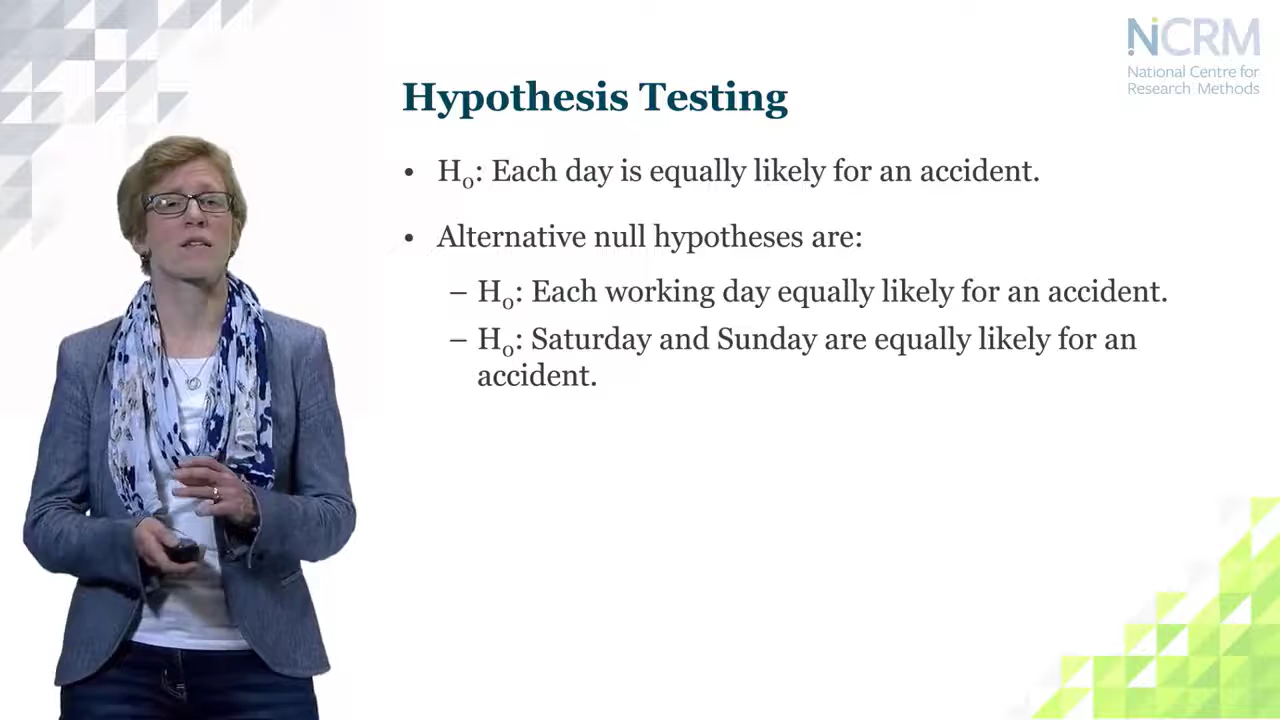 NCRM
National Centre for
Research Methods
Hypothesis Testing
• H₀: Each day is equally likely for an accident.
• Alternative null hypotheses are:
– H₀: Each working day equally likely for an accident.
– H₀: Saturday and Sunday are equally likely for an
accident.